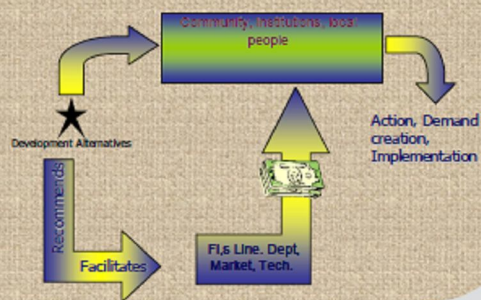 Community, institutions, local
people
Action, Demand
creation,
Implementation
Development Alternatives
Recommends
Facilitates
FI,s Line. Dept,
Market, Tech.